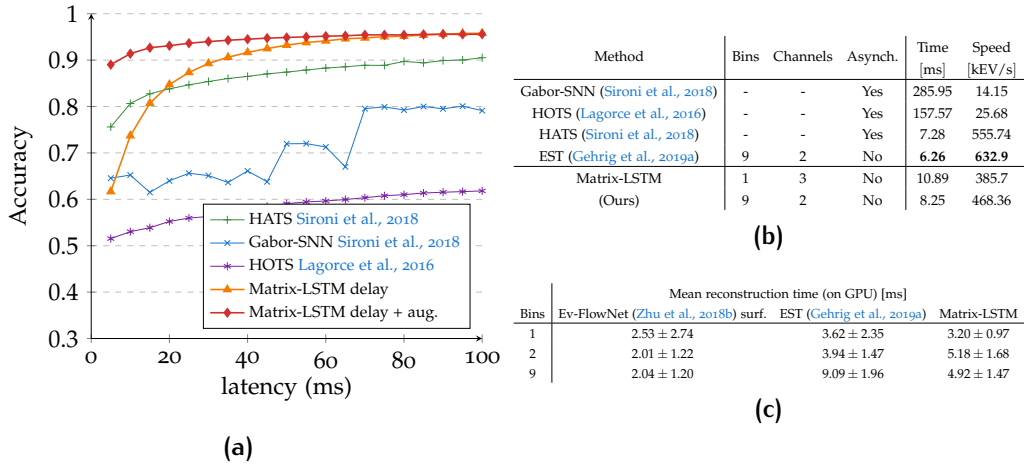 1
0.9
0.8
0.7
0.6
0.5
0.4
0.3
Accuracy
0 20 40 60 80 100
latency (ms)
HATS Sironi et al., 2018
Gabor-SNN Sironi et al., 2018
HOTS Lagorce et al., 2016
Matrix-LSTM delay
Matrix-LSTM delay + aug.
(a)
Method Bins Channels Asynch. Time [ms] Speed [kEV/s]
Gabor-SNN (Sironi et al., 2018) - - Yes 285.95 14.15
HOTS (Lagorce et al., 2016) - - Yes 157.57 25.68
HATS (Sironi et al., 2018) - - Yes 7.28 555.74
EST (Gehrig et al., 2019a) 9 2 No 6.26 632.9
Matrix-LSTM 1 3 No 10.89 385.7
(Ours) 9 2 No 8.25 468.36
(b)
Mean reconstruction time (on GPU) [ms]
Bins Ev-FlowNet (Zhu et al., 2018b) surf. EST (Gehrig et al., 2019a) Matrix-LSTM
1 2.53 ± 2.74 3.62 ± 2.35 3.20 ± 0.97
2 2.01 ± 1.22 3.94 ± 1.47 5.18 ± 1.68
9 2.04 ± 1.20 9.09 ± 1.96 4.92 ± 1.47
(c)